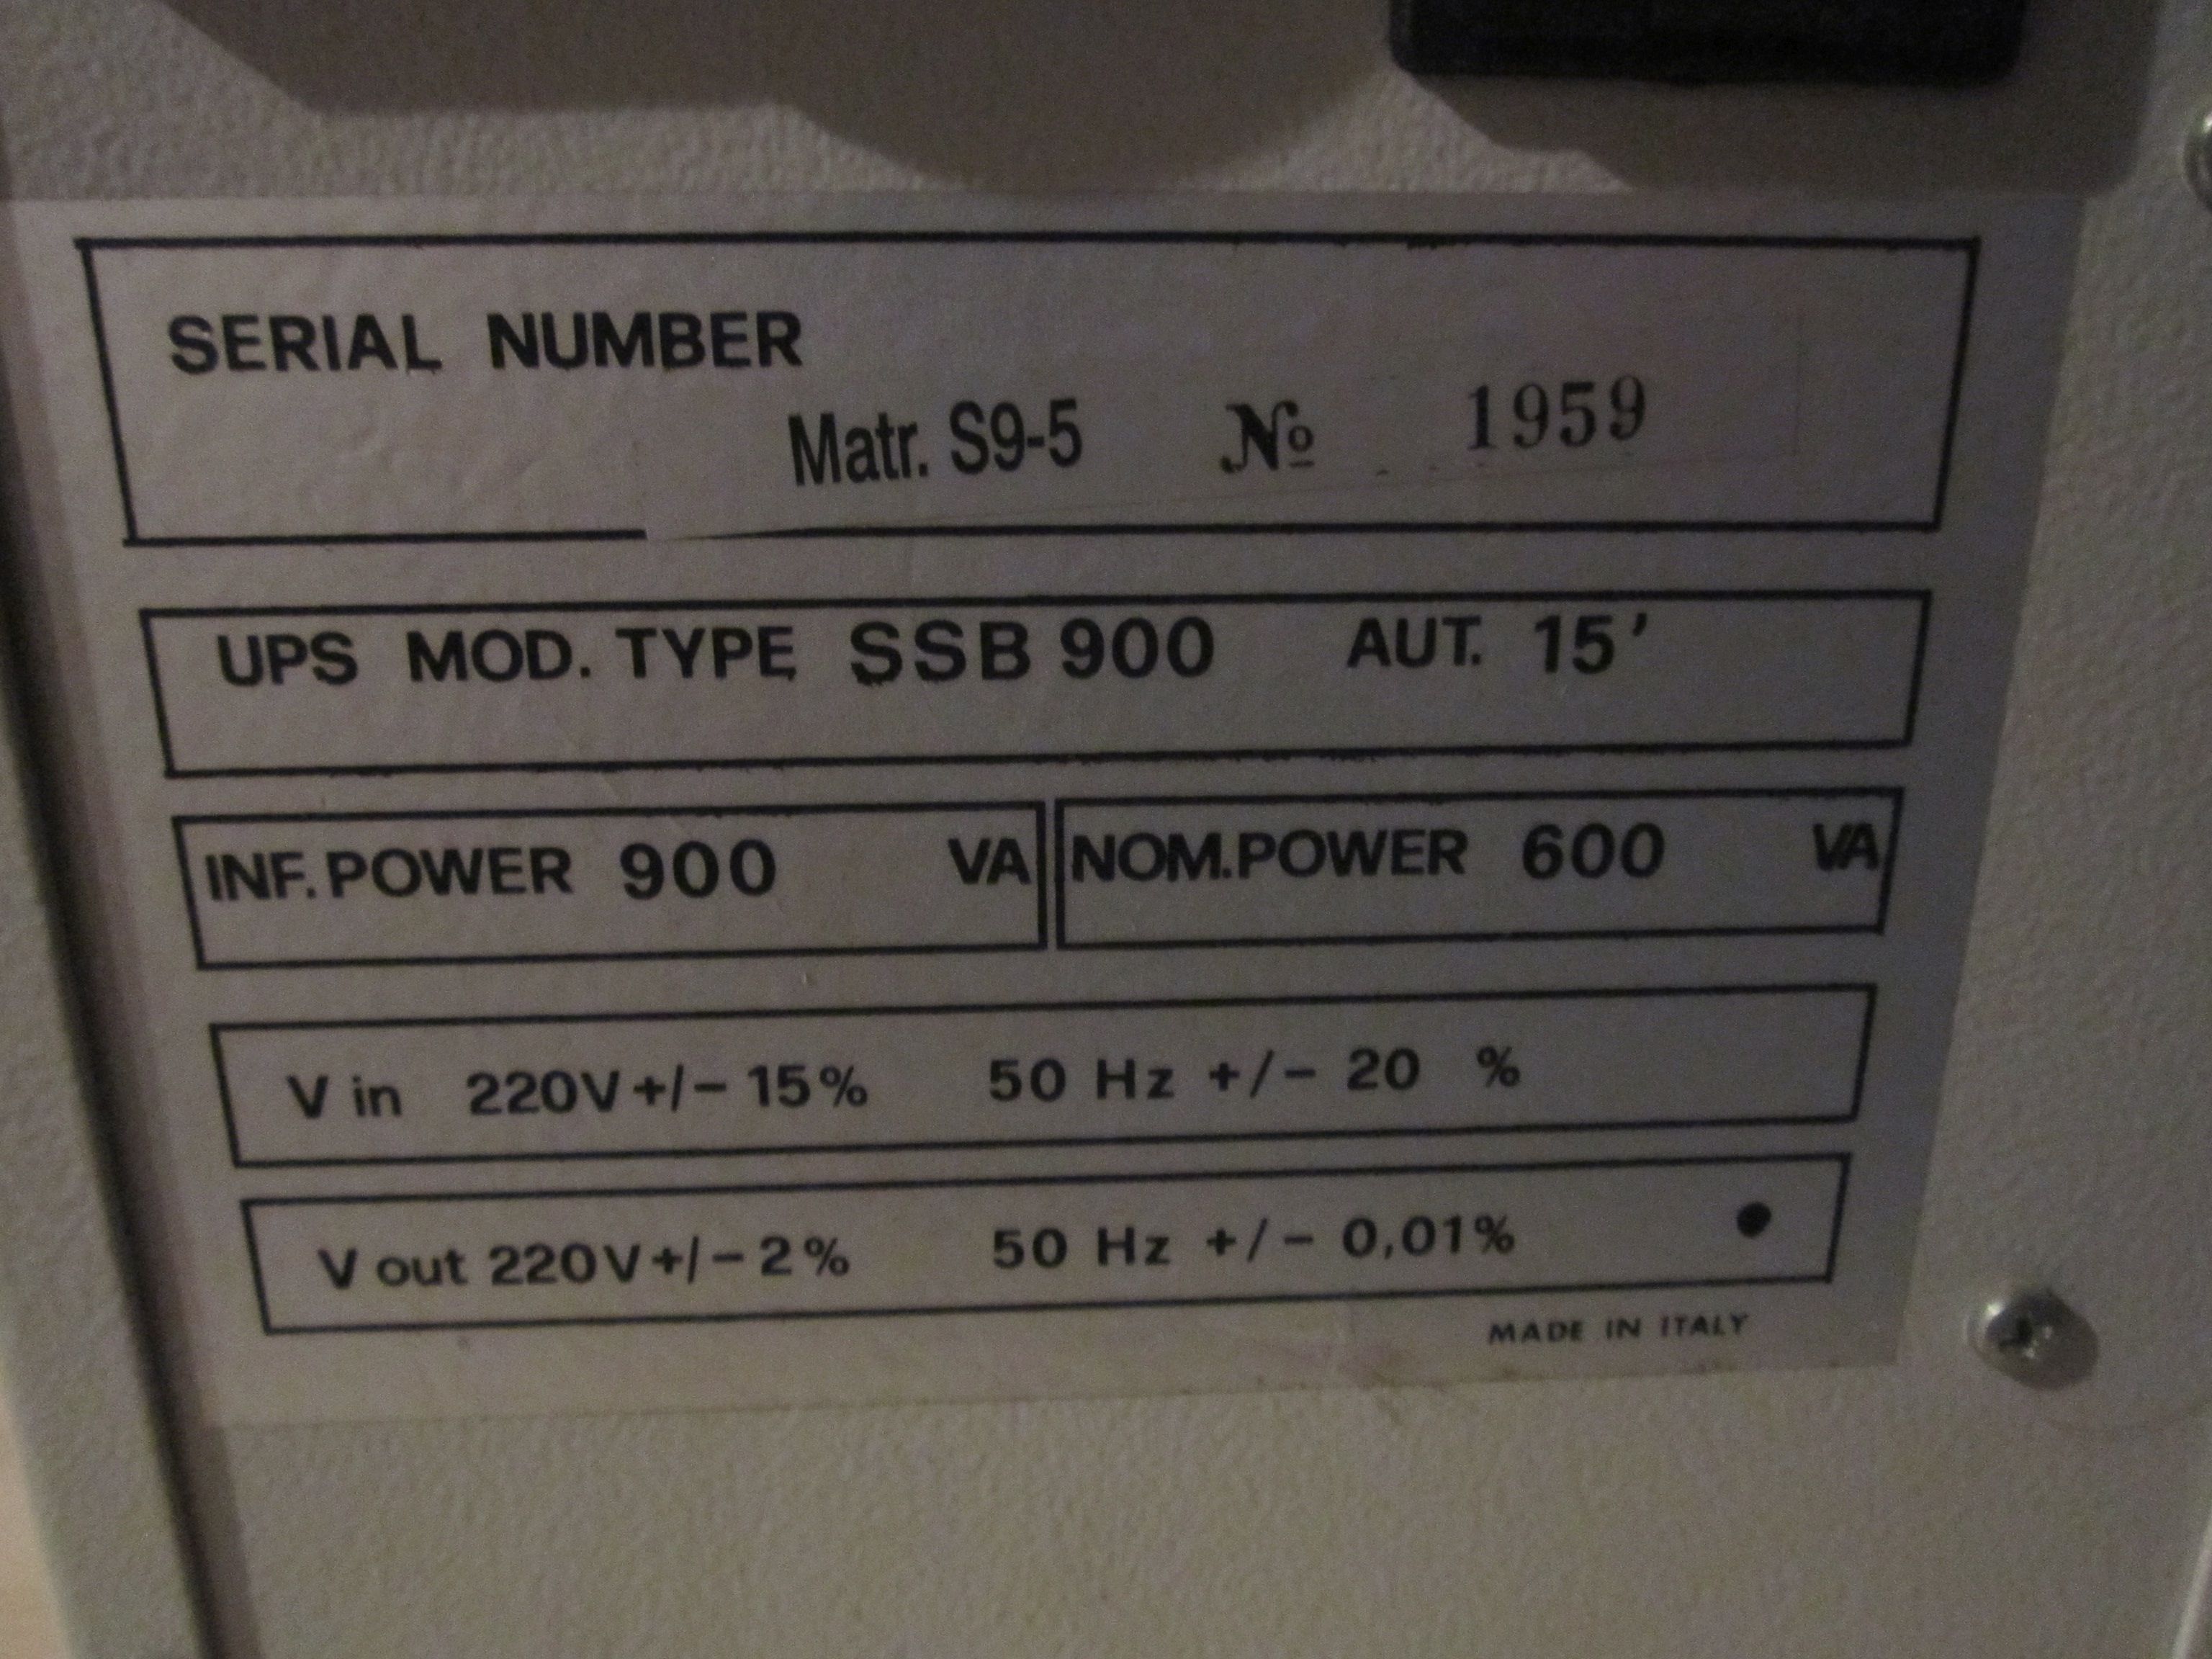 SERIAL NUMBER
Matr. S9-5 № 1959
UPS MOD. TYPE SSB 900 AUT. 15'
INF. POWER 900 VA
NOM. POWER 600 VA
V in 220V +/- 15% 50 Hz +/- 20 %
V out 220V +/- 2% 50 Hz +/- 0,01%
MADE IN ITALY